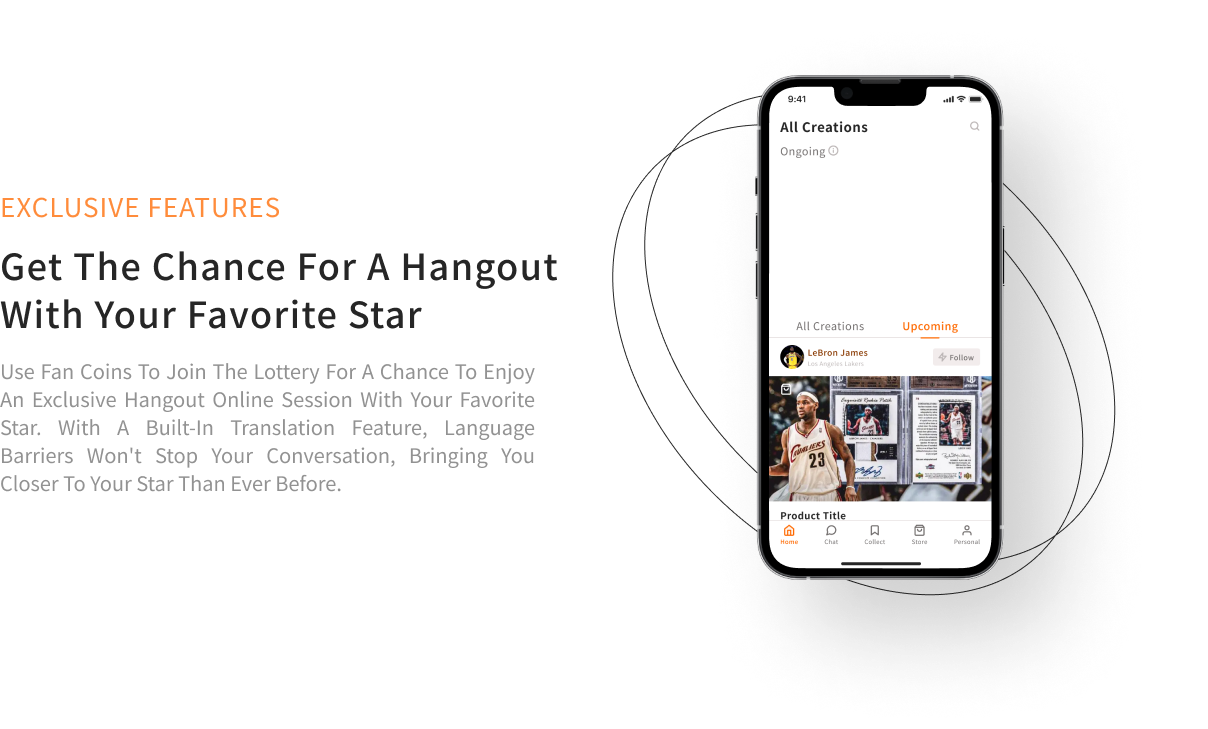 EXCLUSIVE FEATURES
Get The Chance For A Hangout
With Your Favorite Star
Use Fan Coins To Join The Lottery For A Chance To Enjoy
An Exclusive Hangout Online Session With Your Favorite
Star. With A Built-In Translation Feature, Language
Barriers Won't Stop Your Conversation, Bringing You
Closer To Your Star Than Ever Before.
9:41
All Creations
Ongoing
All Creations Upcoming
LeBron James
Los Angeles Lakers
Follow
Exquisite Rookie Patch
CAVALIERS
23
Product Title
Home Chat Collect Store Personal